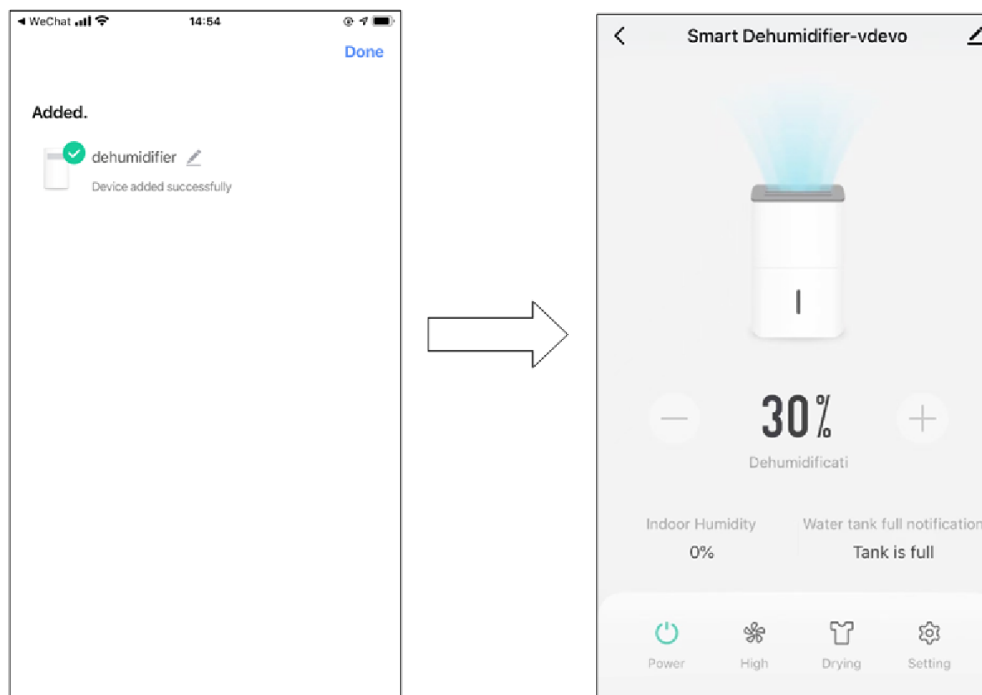 WeChat 14:54
Done
Added.
dehumidifier
Device added successfully
Smart Dehumidifier-vdevo
30%
Dehumidificati
Indoor Humidity Water tank full notification
0% Tank is full
Power High Drying Setting